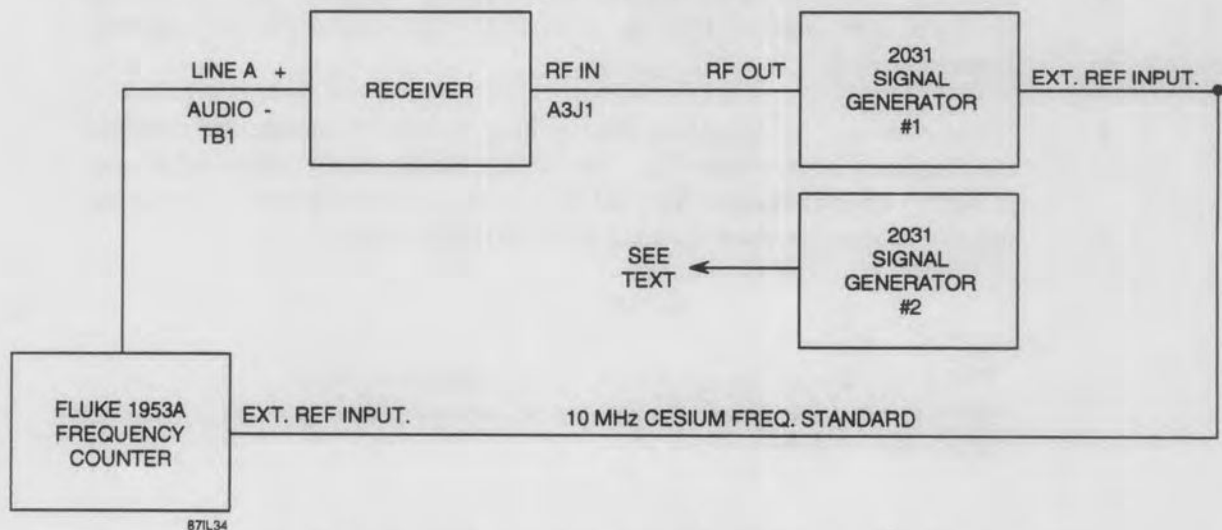 LINE A +
AUDIO -
TB1
RECEIVER
RF IN
A3J1
RF OUT
2031
SIGNAL
GENERATOR
#1
EXT. REF INPUT.
SEE
TEXT
2031
SIGNAL
GENERATOR
#2
FLUKE 1953A
FREQUENCY
COUNTER
EXT. REF INPUT.
10 MHz CESIUM FREQ. STANDARD
871L34